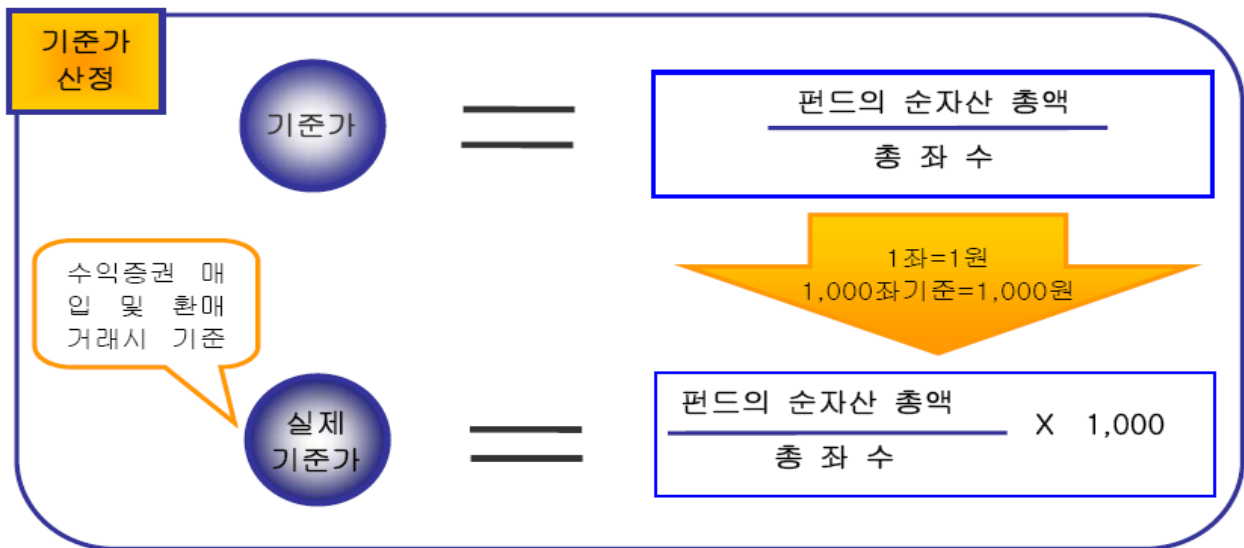 기준가
산정
기준가
펀드의 순자산 총액
총 좌 수
1좌=1원
1,000좌기준=1,000원
수익증권 매
입 및 환매
거래시 기준
실제
기준가
펀드의 순자산 총액
총 좌 수
X 1,000